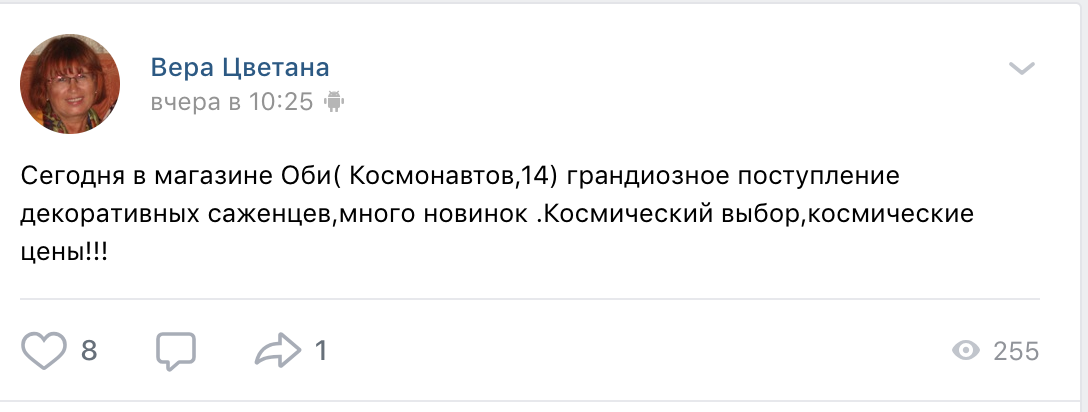 Вера Цветана
вчера в 10:25
Сегодня в магазине Оби( Космонавтов,14) грандиозное поступление
декоративных саженцев,много новинок .Космический выбор,космические
цены!!!
8 1 255